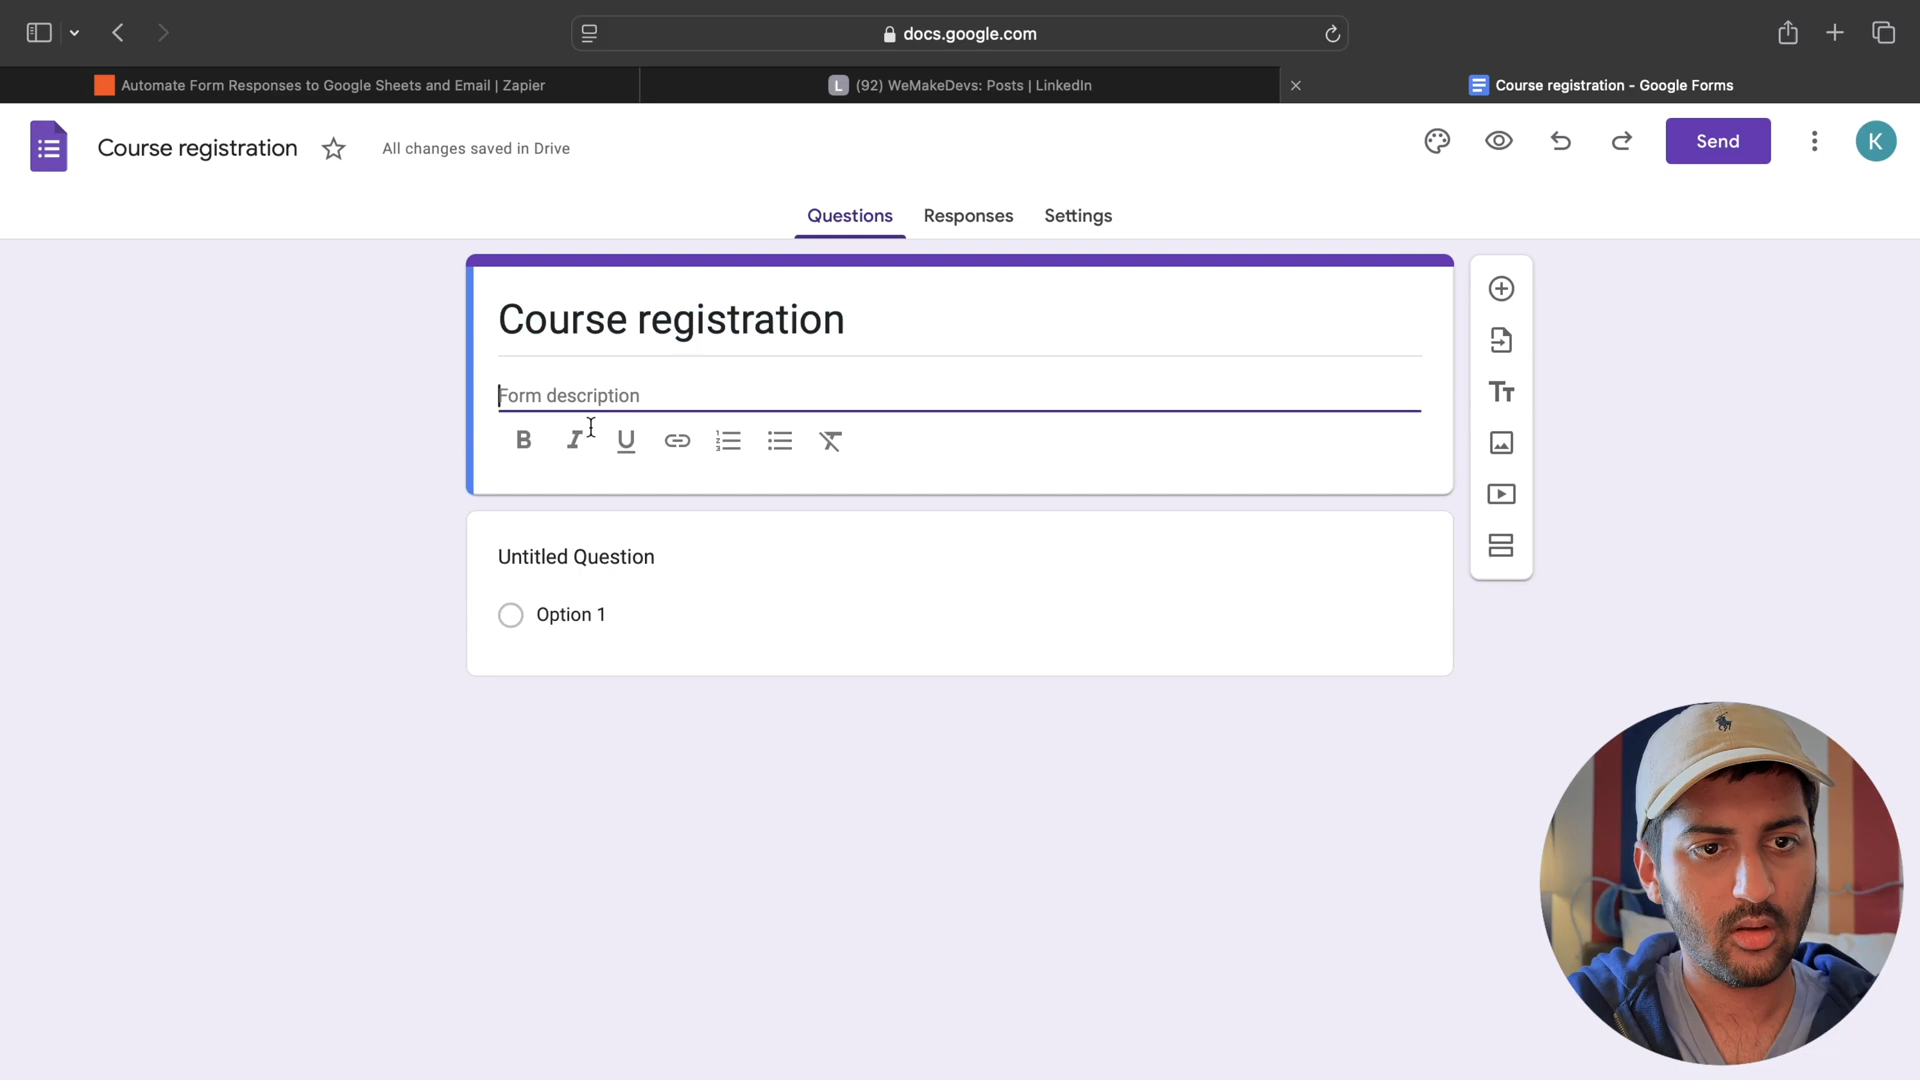 docs.google.com
Automate Form Responses to Google Sheets and Email | Zapier
L
(92) WeMakeDevs: Posts | LinkedIn
Course registration - Google Forms
Course registration
All changes saved in Drive
Send
K
Questions
Responses
Settings
Course registration
Form description
Untitled Question
Option 1